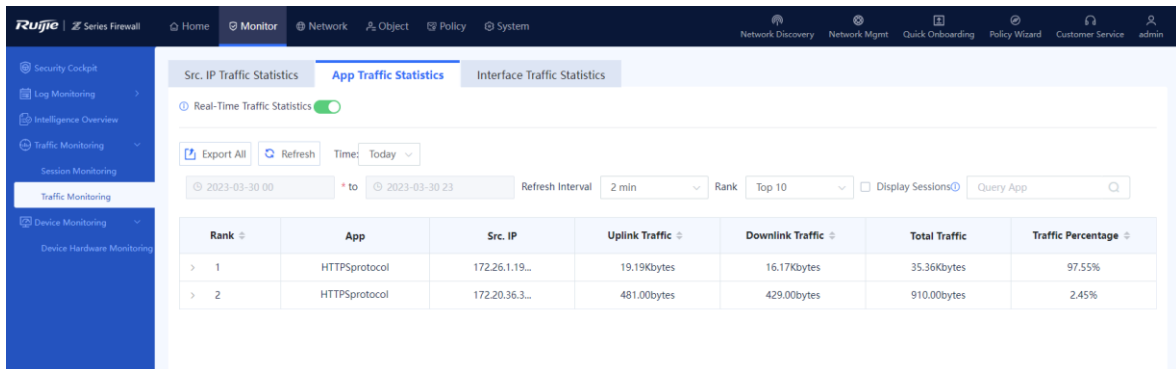 Ruijie | Z Series Firewall Home Monitor Network Object Policy System Network Discovery Network Mgmt Quick Onboarding Policy Wizard Customer Service admin
Security Cockpit
Log Monitoring
Intelligence Overview
Traffic Monitoring
Session Monitoring
Traffic Monitoring
Device Monitoring
Device Hardware Monitoring
Src. IP Traffic Statistics App Traffic Statistics Interface Traffic Statistics
Real-Time Traffic Statistics
Export All Refresh Time: Today
2023-03-30 00 * to 2023-03-30 23 Refresh Interval 2 min Rank Top 10 Display Sessions Query App
Rank App Src. IP Uplink Traffic Downlink Traffic Total Traffic Traffic Percentage
1 HTTPSprotocol 172.26.1.19... 19.19Kbytes 16.17Kbytes 35.36Kbytes 97.55%
2 HTTPSprotocol 172.20.36.3... 481.00bytes 429.00bytes 910.00bytes 2.45%